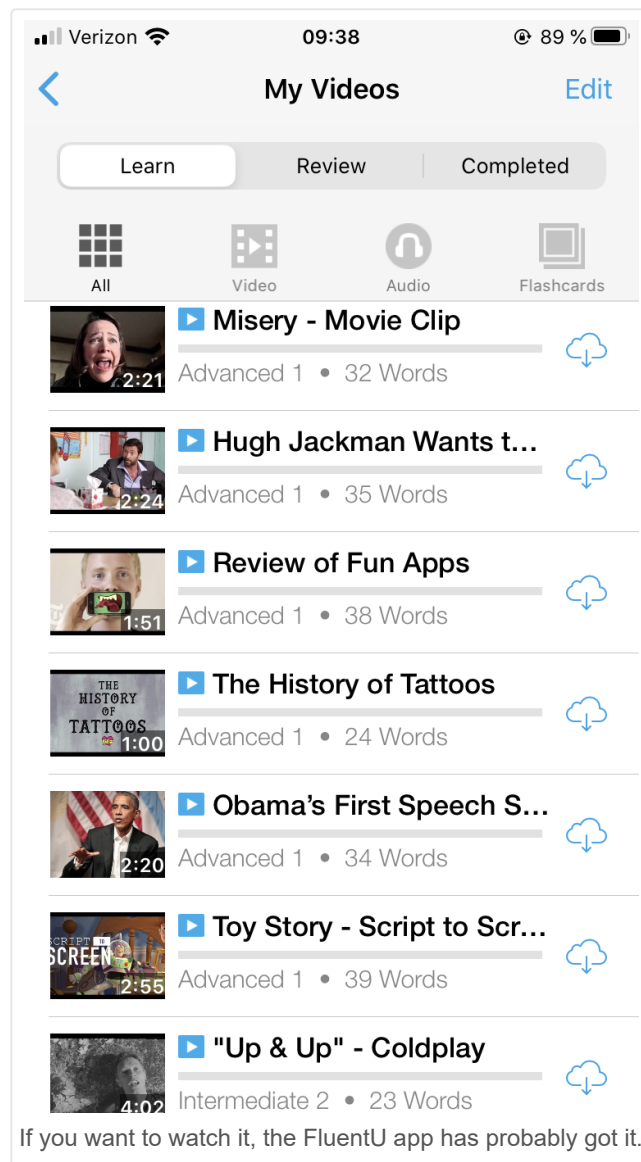 Verizon 09:38 89 %
My Videos Edit
Learn Review Completed
All Video Audio Flashcards
Misery - Movie Clip
2:21 Advanced 1 • 32 Words
Hugh Jackman Wants t...
2:24 Advanced 1 • 35 Words
Review of Fun Apps
1:51 Advanced 1 • 38 Words
The History of Tattoos
THE
HISTORY
OF
TATTOOS
1:00 Advanced 1 • 24 Words
Obama’s First Speech S...
2:20 Advanced 1 • 34 Words
Toy Story - Script to Scr...
SCRIPT TO
SCREEN
2:55 Advanced 1 • 39 Words
"Up & Up" - Coldplay
4:02 Intermediate 2 • 23 Words
If you want to watch it, the FluentU app has probably got it.